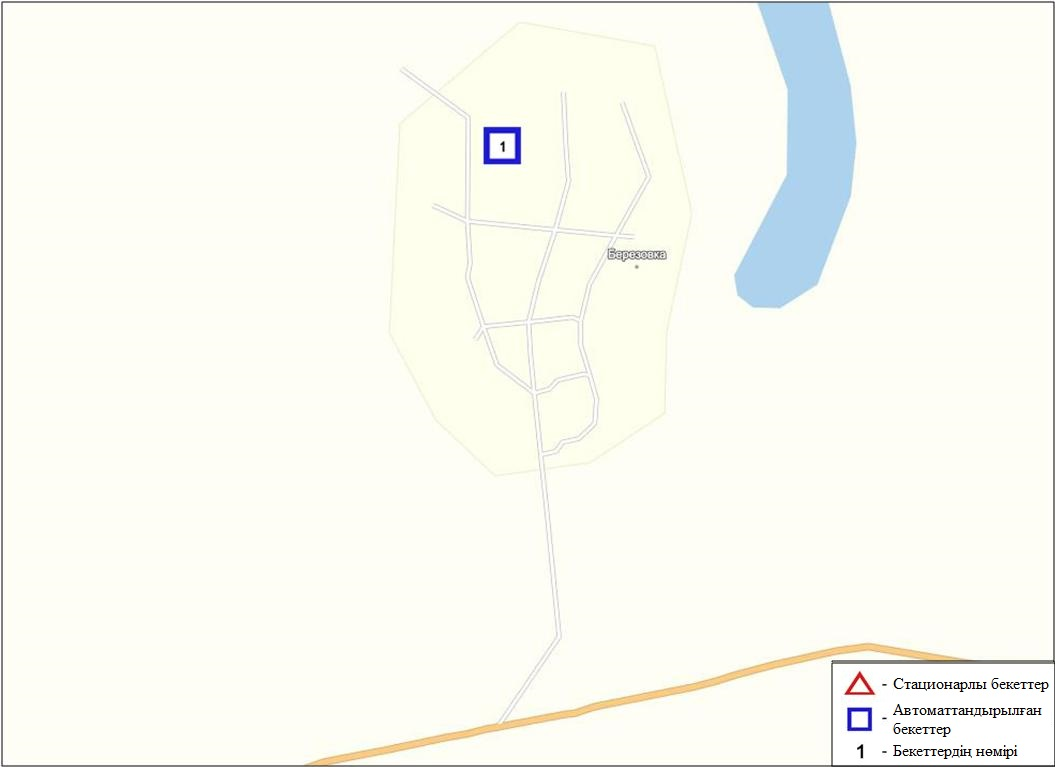 1
Березовка
- Стационарлы бекеттер
- Автоматтандырылған
бекеттер
1 - Бекеттердің нөмірі